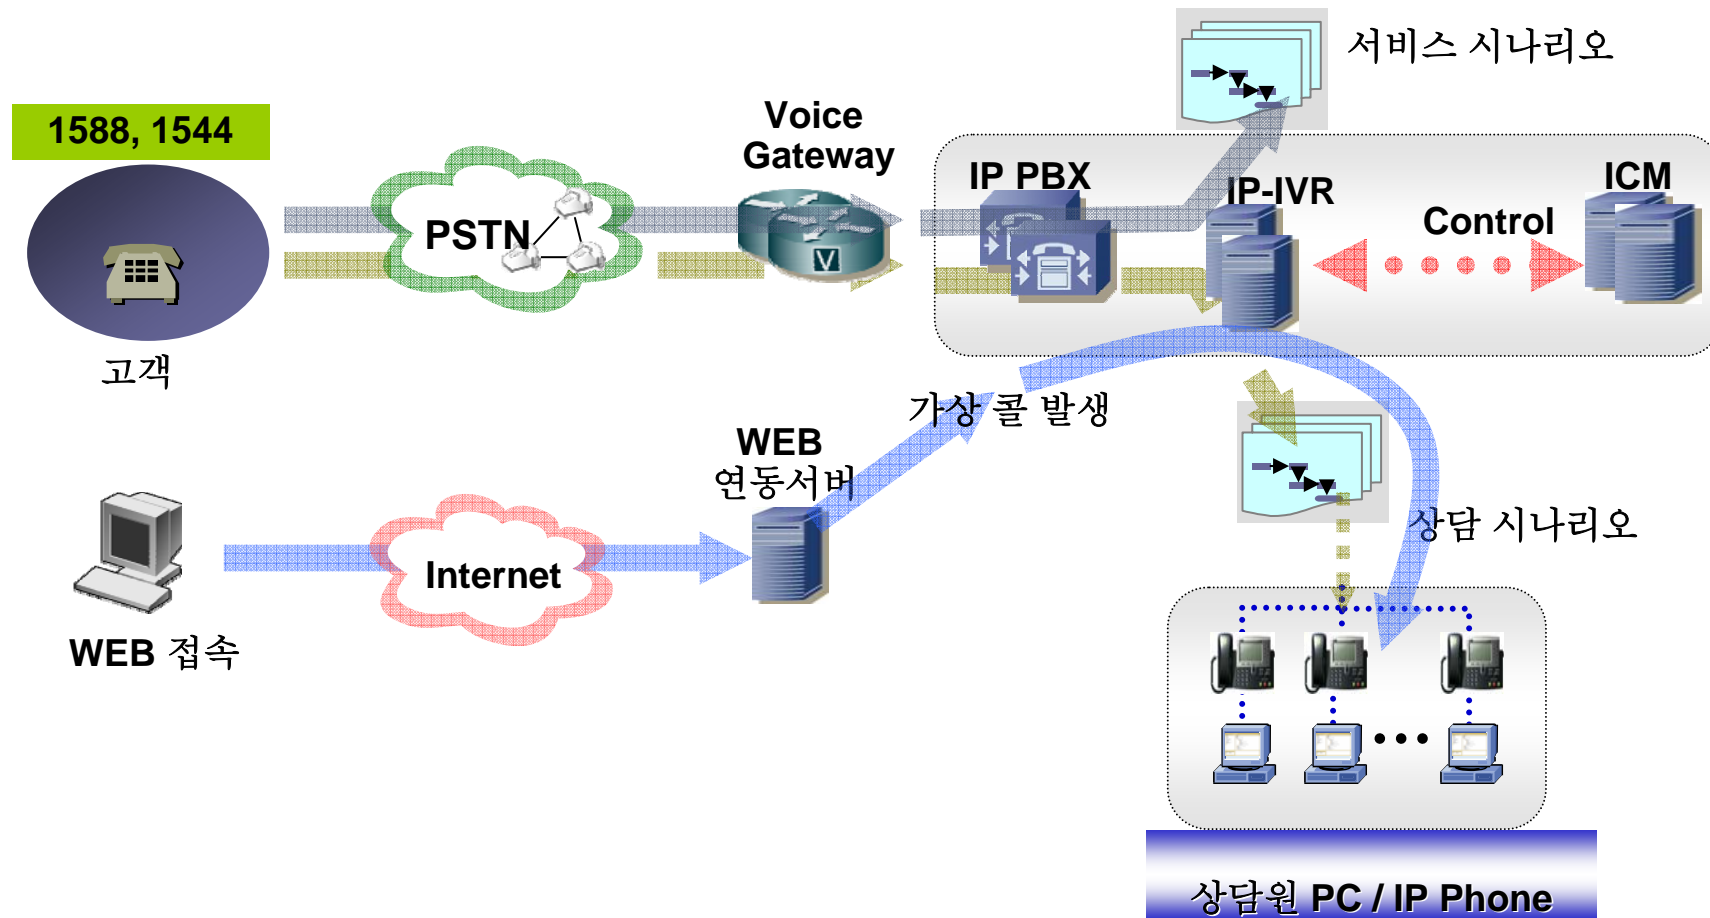 서비스 시나리오
1588, 1544
Voice
Gateway
IP PBX
IP-IVR
ICM
PSTN
Control
고객
가상 콜 발생
WEB
연동서버
상담 시나리오
Internet
WEB 접속
상담원 PC / IP Phone
V